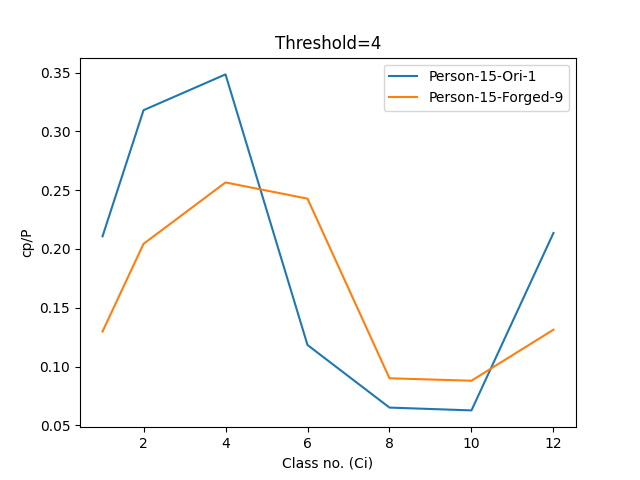 Threshold=4
Person-15-Ori-1
Person-15-Forged-9
cp/P
0.35
0.30
0.25
0.20
0.15
0.10
0.05
2 4 6 8 10 12
Class no. (Ci)